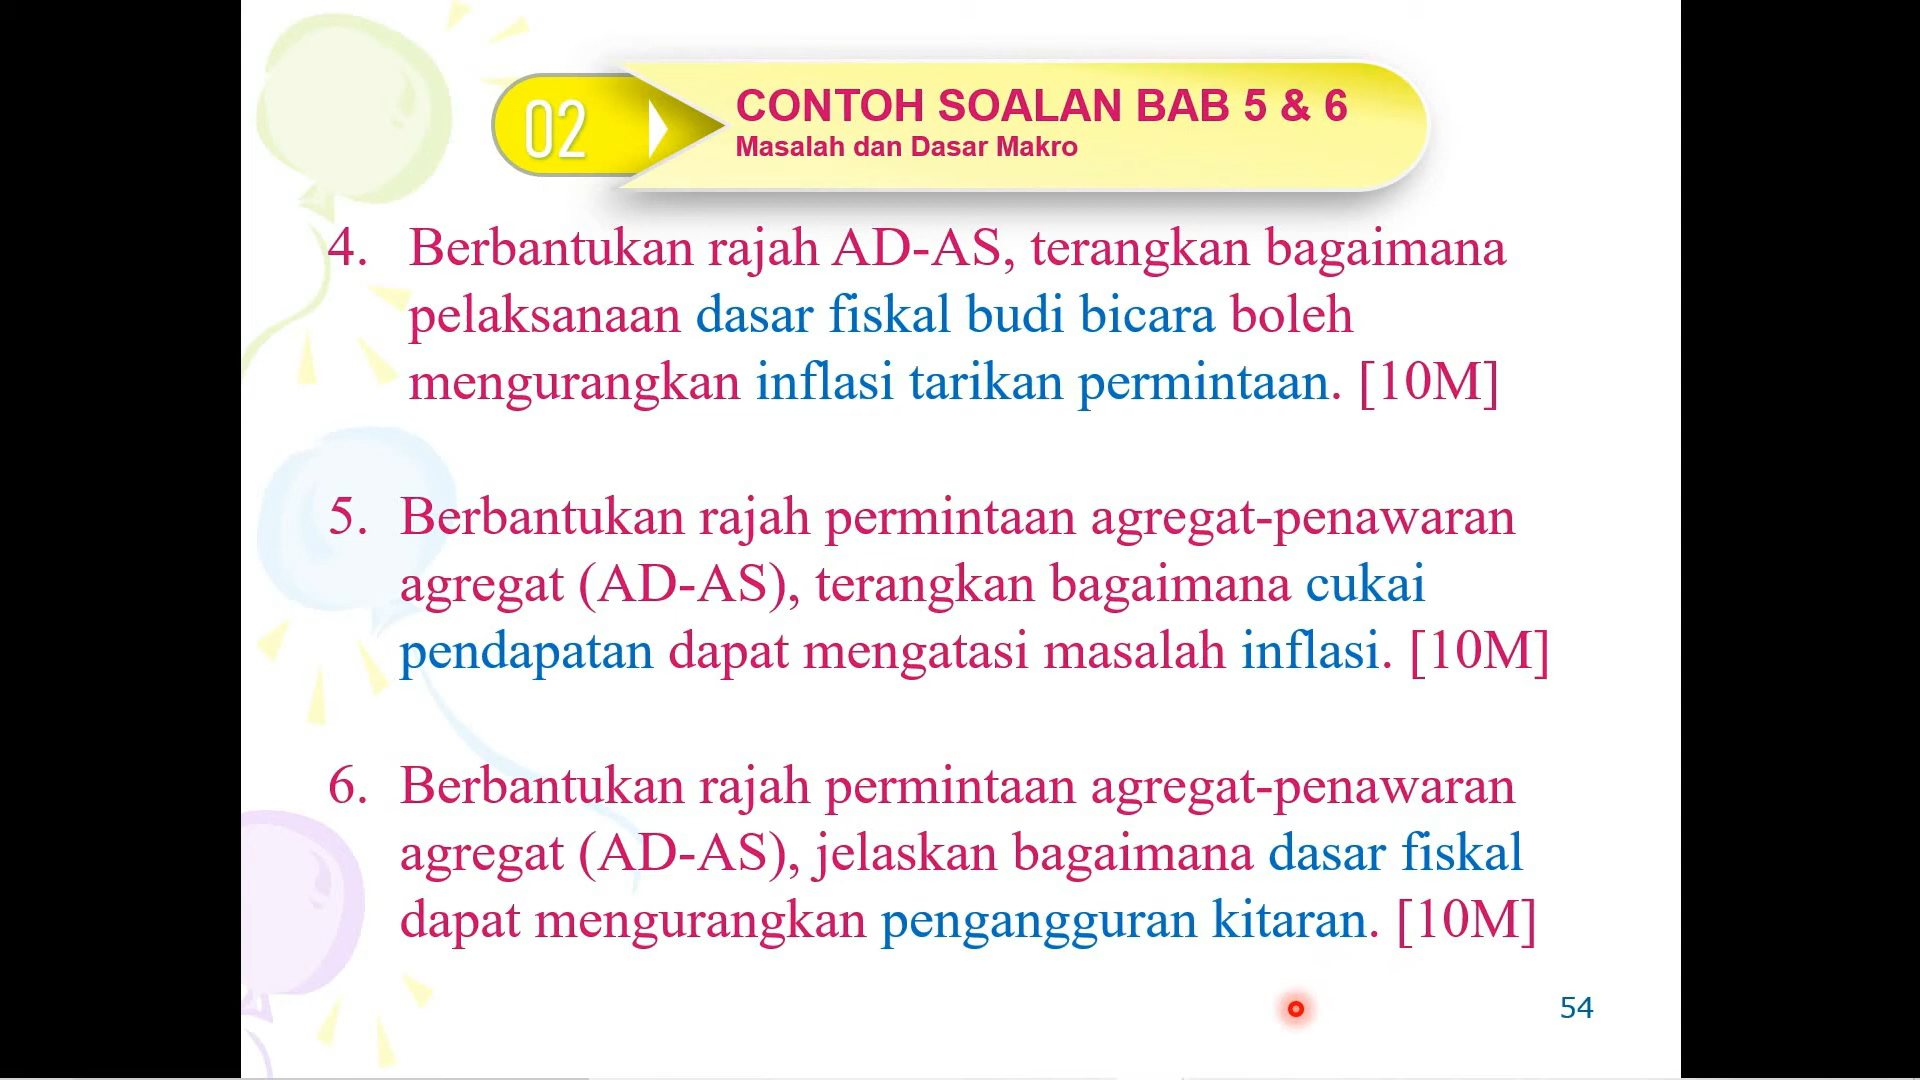 02
CONTOH SOALAN BAB 5 & 6
Masalah dan Dasar Makro
4. Berbantukan rajah AD-AS, terangkan bagaimana
pelaksanaan dasar fiskal budi bicara boleh
mengurangkan inflasi tarikan permintaan. [10M]
5. Berbantukan rajah permintaan agregat-penawaran
agregat (AD-AS), terangkan bagaimana cukai
pendapatan dapat mengatasi masalah inflasi. [10M]
6. Berbantukan rajah permintaan agregat-penawaran
agregat (AD-AS), jelaskan bagaimana dasar fiskal
dapat mengurangkan pengangguran kitaran. [10M]
54